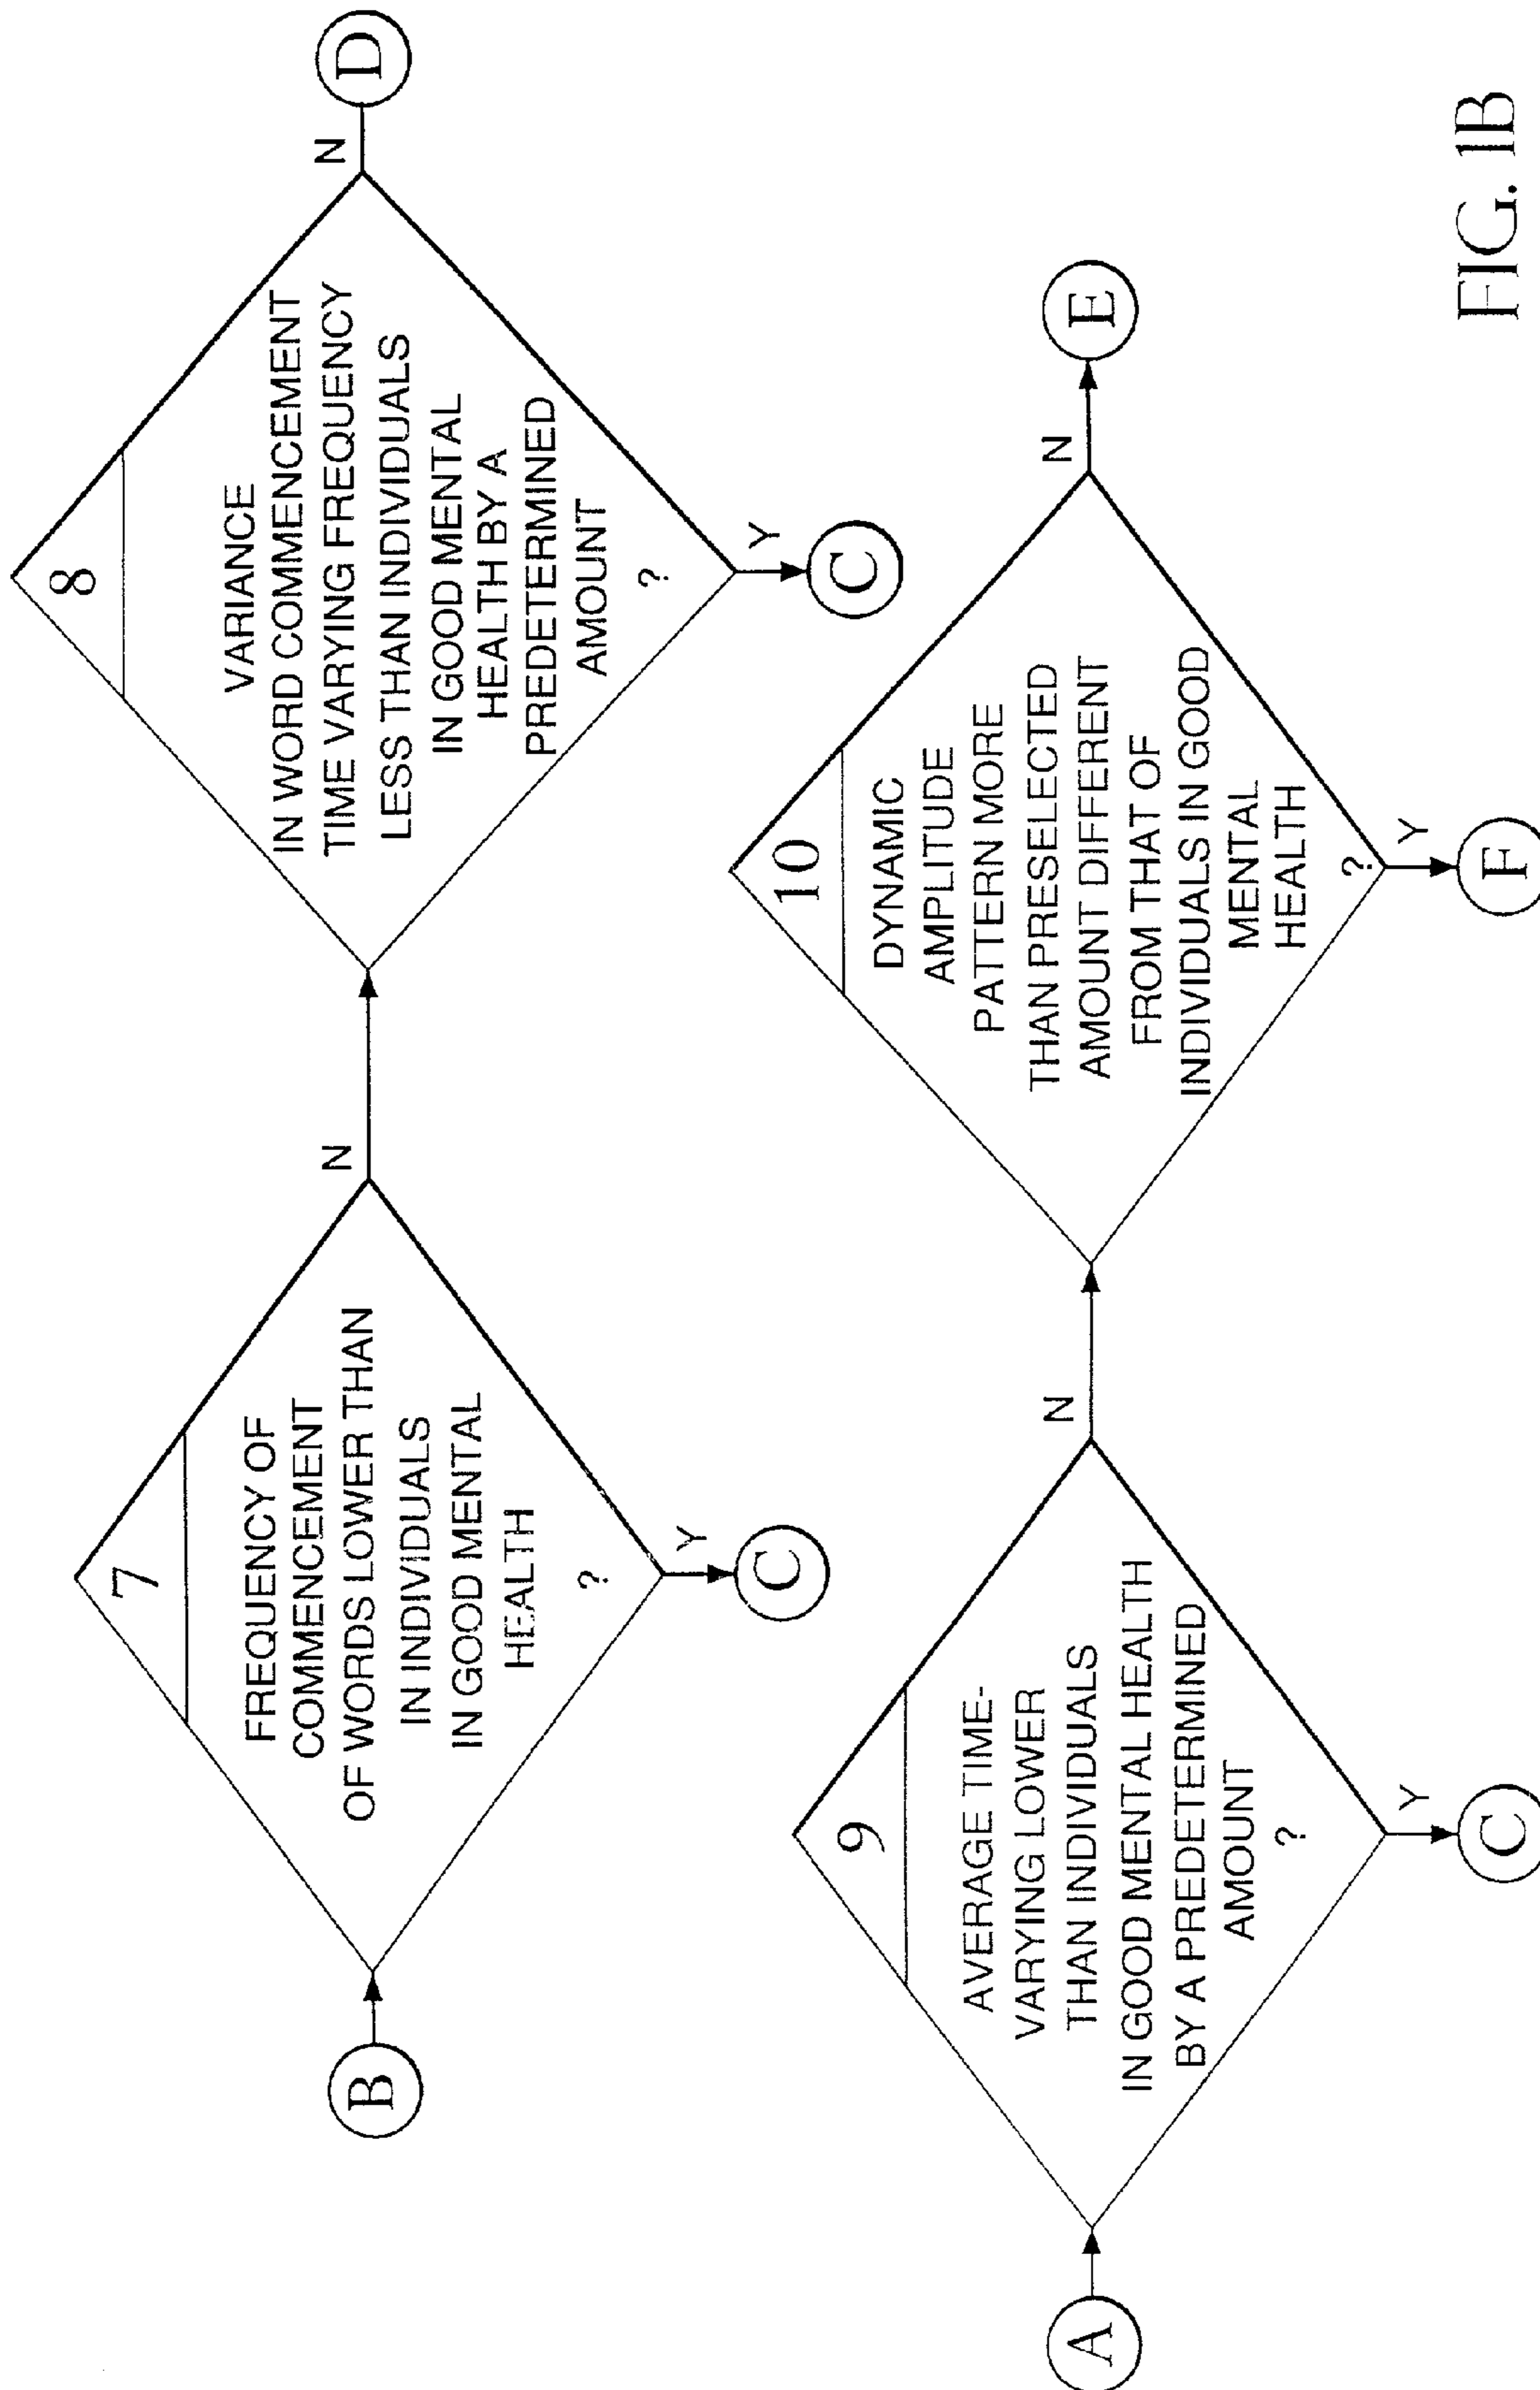 B
7
FREQUENCY OF
COMMENCEMENT
OF WORDS LOWER THAN
IN INDIVIDUALS
IN GOOD MENTAL
HEALTH
?
Y
C
N
8
VARIANCE
IN WORD COMMENCEMENT
TIME VARYING FREQUENCY
LESS THAN INDIVIDUALS
IN GOOD MENTAL
HEALTH BY A
PREDETERMINED
AMOUNT
?
Y
C
N
D
A
9
AVERAGE TIME-
VARYING LOWER
THAN INDIVIDUALS
IN GOOD MENTAL HEALTH
BY A PREDETERMINED
AMOUNT
?
Y
C
N
10
DYNAMIC
AMPLITUDE
PATTERN MORE
THAN PRESELECTED
AMOUNT DIFFERENT
FROM THAT OF
INDIVIDUALS IN GOOD
MENTAL
HEALTH
?
Y
F
N
E
FIG. 1B